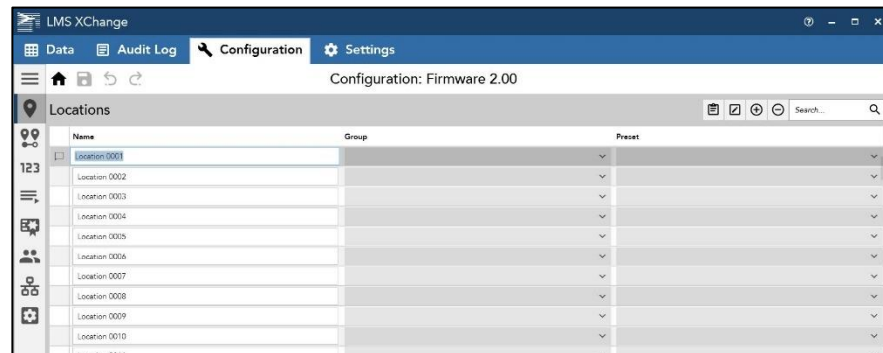 LMS XChange
Data Audit Log Configuration Settings
Configuration: Firmware 2.00
Locations Search...
Name Group Preset
Location 0001
Location 0002
Location 0003
123
Location 0004
Location 0005
Location 0006
Location 0007
Location 0008
Location 0009
Location 0010